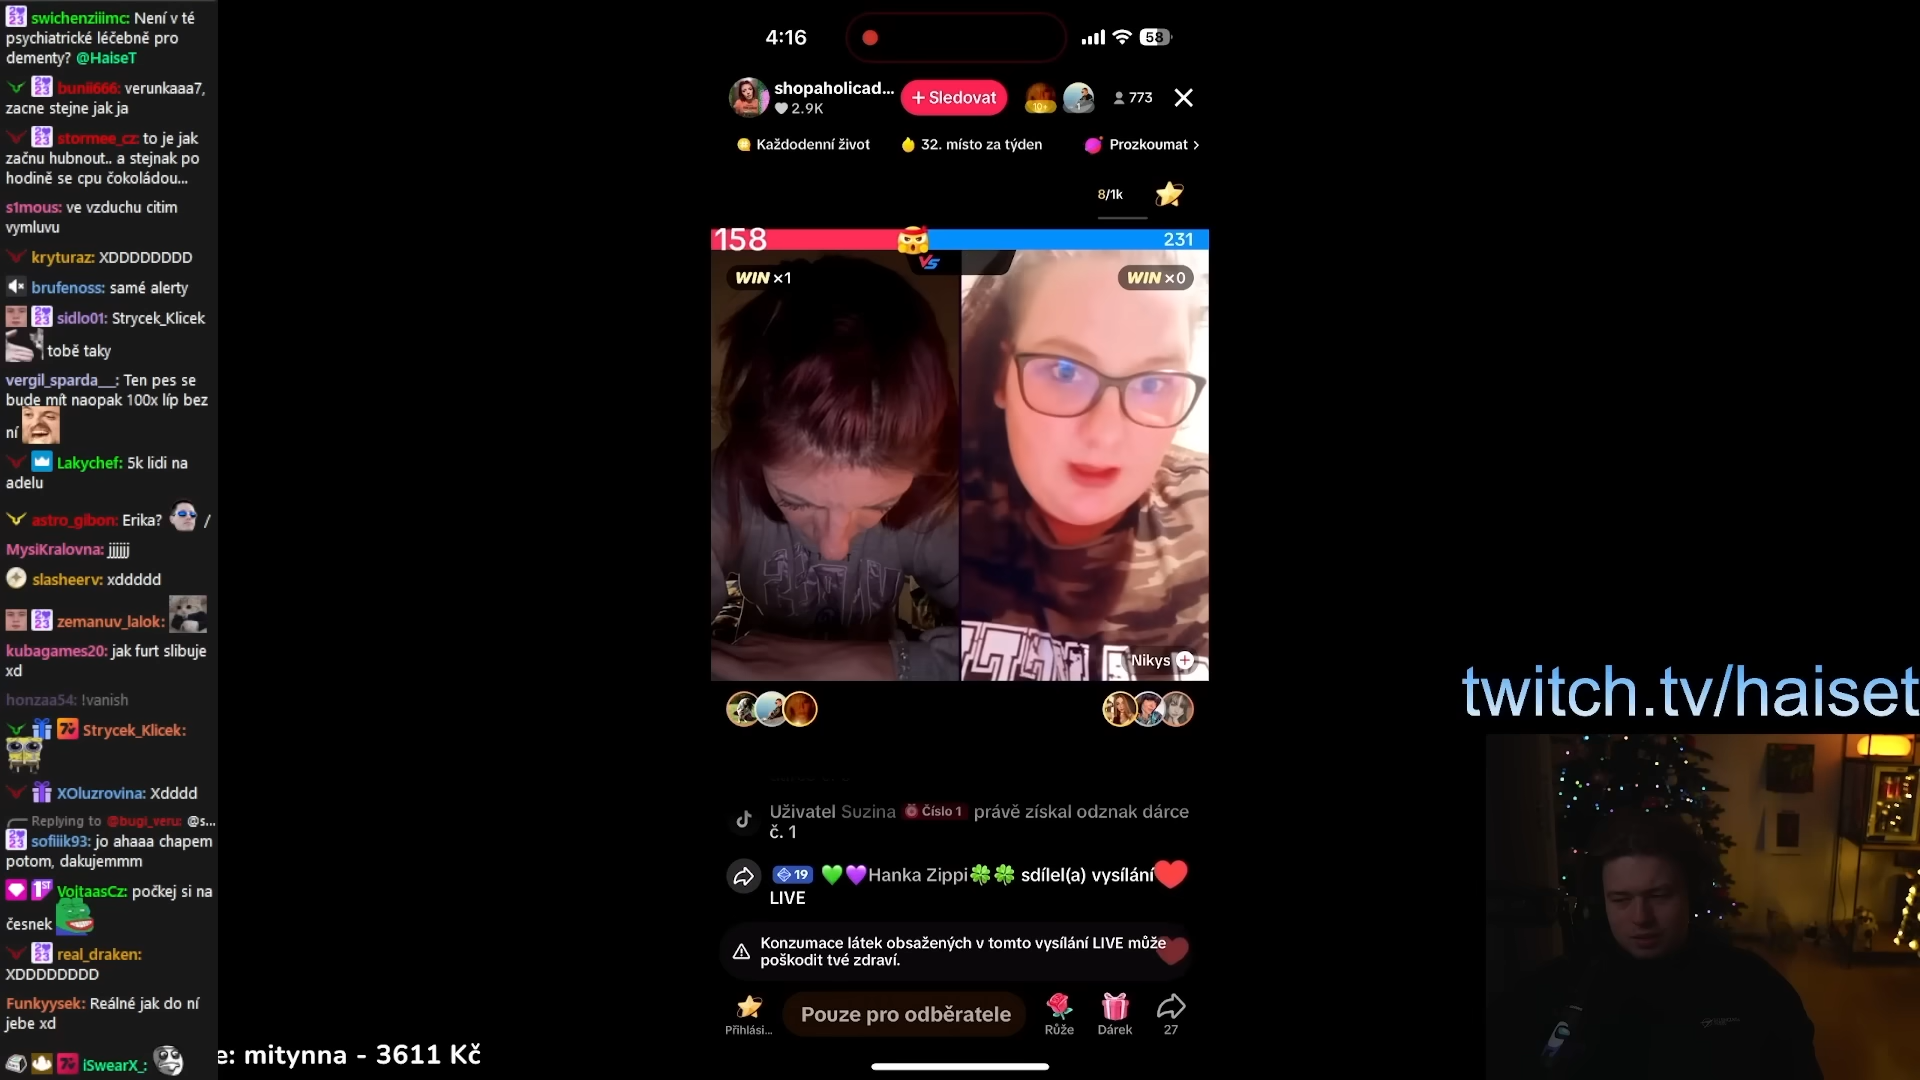 swichenziiimc: Není v té
psychiatrické léčebně pro
dementy? @HaiseT
bunii666: verunkaaa7,
zacne stejne jak ja
stormee_cz: to je jak
začnu hubnout.. a stejnak po
hodině se cpu čokoládou...
s1mous: ve vzduchu citim
vymluvu
kryturaz: XDDDDDDDD
brufenoss: samé alerty
sidlo01: Strycek_Klicek
tobě taky
vergil_sparda__: Ten pes se
bude mít naopak 100x líp bez
ní
Lakychef: 5k lidi na
adelu
astro_gibon: Erika? /
MysiKralovna: jjjjjj
slasheerv: xddddd
zemanuv_lalok:
kubagames20: jak furt slibuje
xd
honzaa54: !vanish
Strycek_Klicek:
XOluzrovina: Xdddd
Replying to @bugi_veru: @s...
sofiiik93: jo ahaaa chapem
potom, dakujemmm
VojtaasCz: počkej si na
česnek
real_draken:
XDDDDDDDD
Funkyysek: Reálné jak do ní
jebe xd
iSwearX_:
e: mitynna - 3611 Kč
4:16
58
shopaholicad...
2.9K
+ Sledovat
10+
773
Každodenní život
32. místo za týden
Prozkoumat >
8/1k
158
231
VS
WIN ×1
WIN ×0
Nikys
Uživatel Suzina Číslo 1 právě získal odznak dárce
č. 1
19 Hanka Zippi sdílel(a) vysílání
LIVE
Konzumace látek obsažených v tomto vysílání LIVE může
poškodit tvé zdraví.
Přihlási...
Pouze pro odběratele
Růže
Dárek
27
twitch.tv/haiset